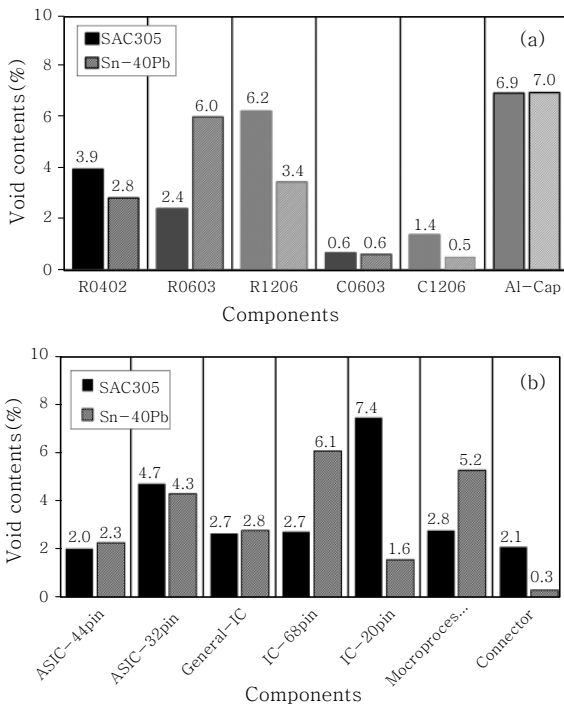 10
(a)
SAC305
Sn-40Pb
8
6.9
7.0
6.0
6.2
6
3.9
4
3.4
2.8
2.4
2
1.4
0.6
0.6
0.5
0
Void contents(%)
R0402
R0603
R1206
C0603
C1206
Al-Cap
Components
10
(b)
SAC305
Sn-40Pb
8
7.4
6.1
6
5.2
4.7
4.3
4
2.7
2.8
2.7
2.8
2.0
2.3
2.1
2
1.6
0.3
0
Void contents(%)
ASIC-44pin
ASIC-32pin
General-IC
IC-68pin
IC-20pin
Mocroproces...
Connector
Components